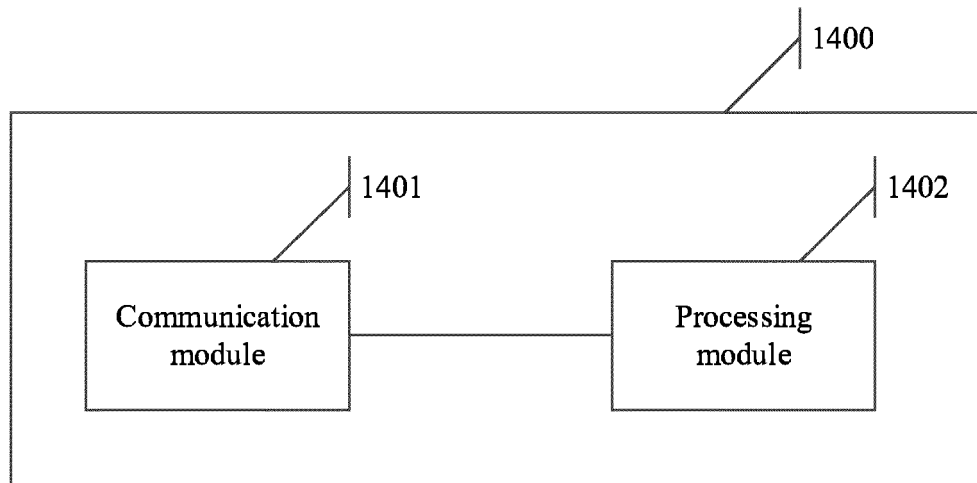 1400
1401
1402
Communication
module
Processing
module